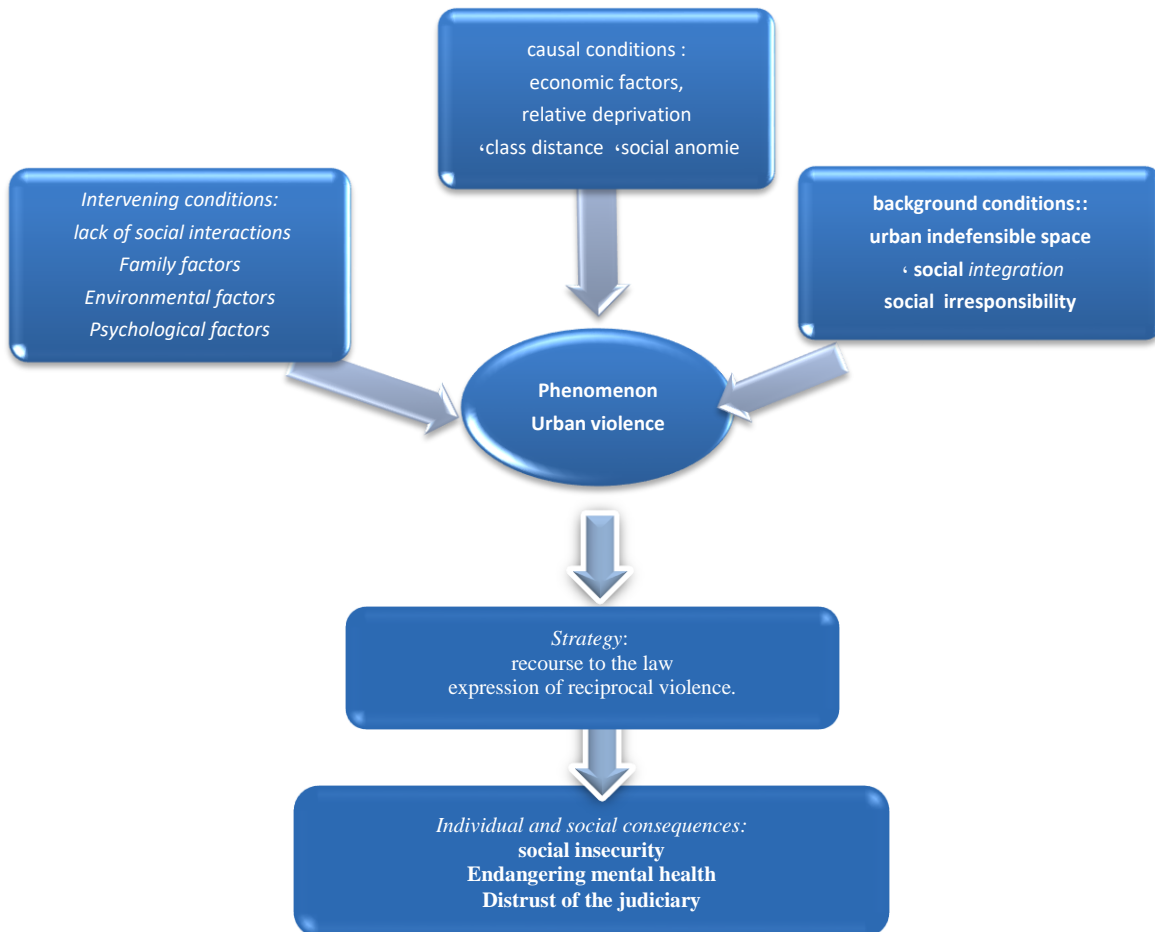 causal conditions :
economic factors,
relative deprivation
،class distance ،social anomie
Intervening conditions:
lack of social interactions
Family factors
Environmental factors
Psychological factors
background conditions::
urban indefensible space
، social integration
social irresponsibility
Phenomenon
Urban violence
Strategy:
recourse to the law
expression of reciprocal violence.
Individual and social consequences:
social insecurity
Endangering mental health
Distrust of the judiciary